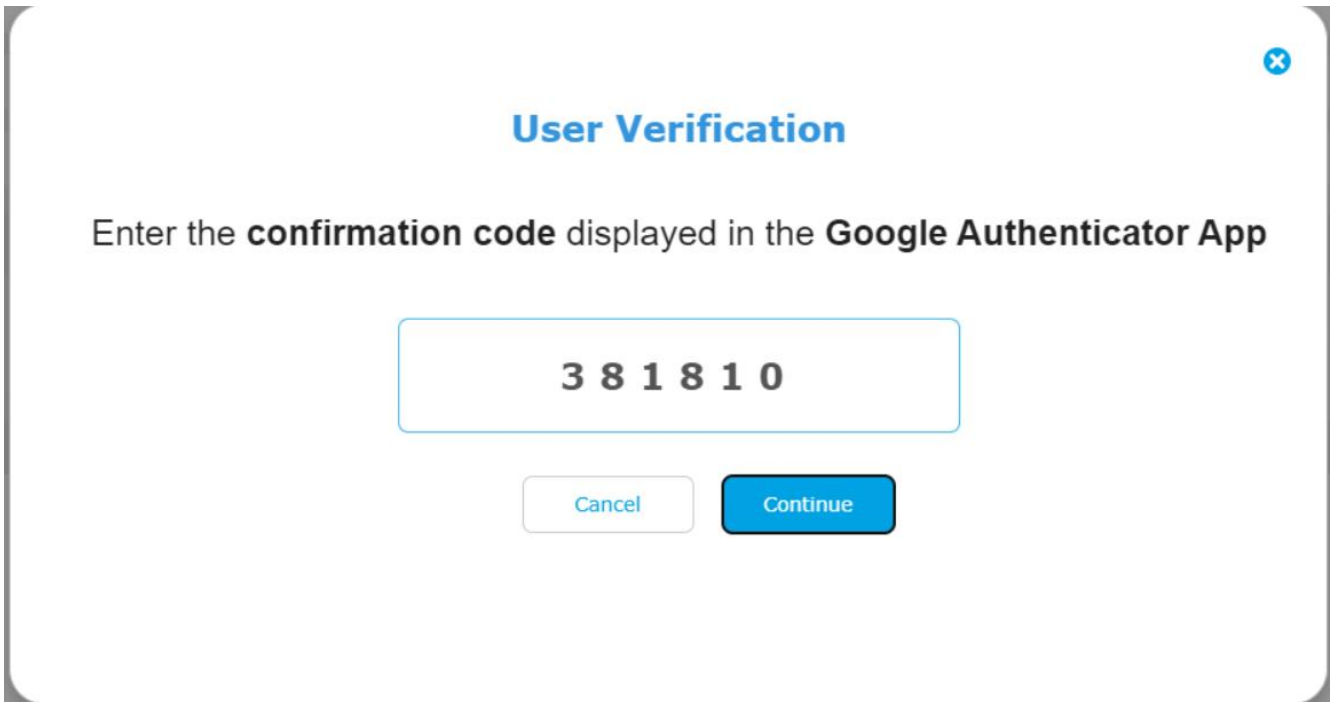 User Verification
Enter the confirmation code displayed in the Google Authenticator App
3 8 1 8 1 0
Cancel
Continue